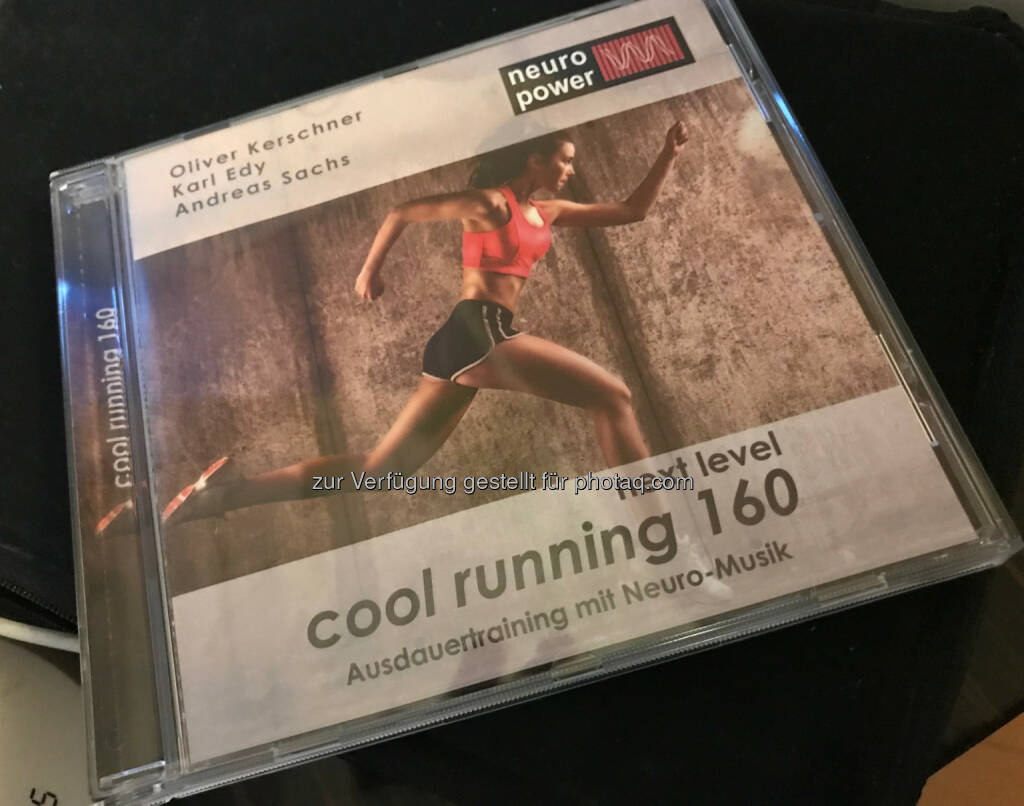 neuro
power
Oliver Kerschner
Karl Edy
Andreas Sachs
cool running 160
zur Verfügung gestellt für photaq.com
next level
cool running 160
Ausdauertraining mit Neuro-Musik
5